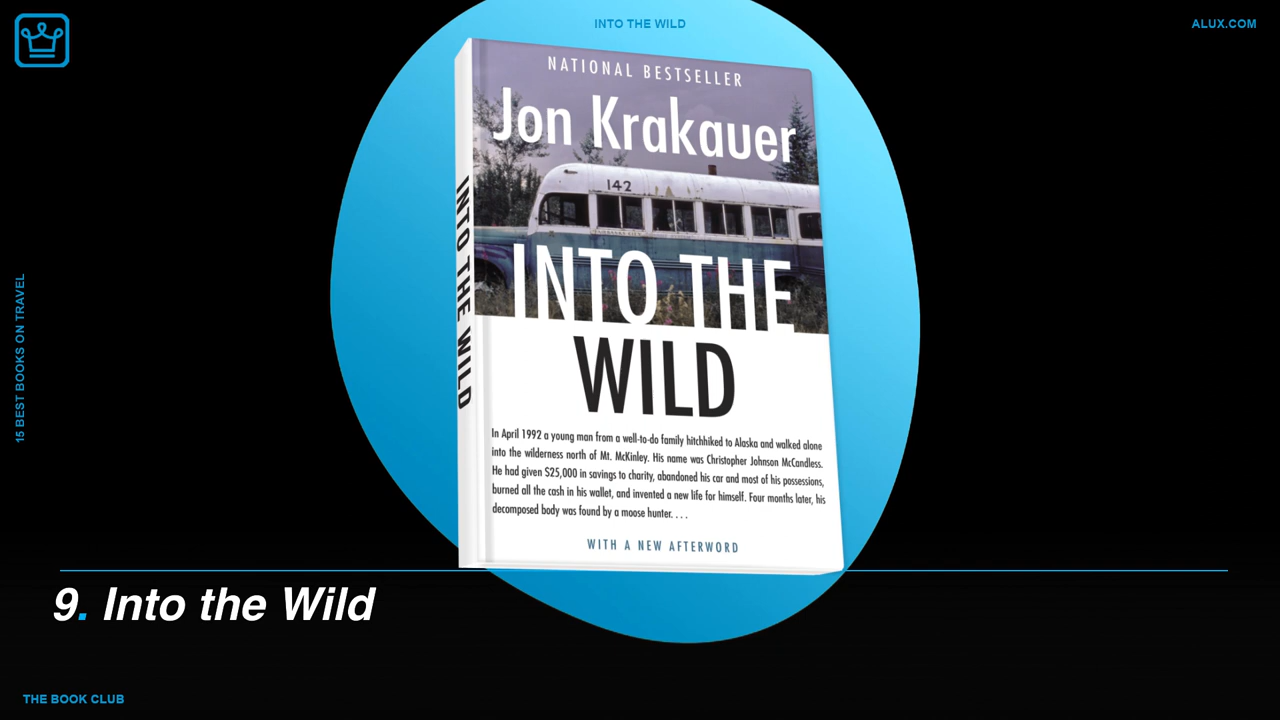 INTO THE WILD
ALUX.COM
15 BEST BOOKS ON TRAVEL
NATIONAL BESTSELLER
Jon Krakauer
142
INTO THE
WILD
INTO THE WILD
In April 1992 a young man from a well-to-do family hitchhiked to Alaska and walked alone
into the wilderness north of Mt. McKinley. His name was Christopher Johnson McCandless.
He had given $25,000 in savings to charity, abandoned his car and most of his possessions,
burned all the cash in his wallet, and invented a new life for himself. Four months later, his
decomposed body was found by a moose hunter. . . .
WITH A NEW AFTERWORD
9. Into the Wild
THE BOOK CLUB